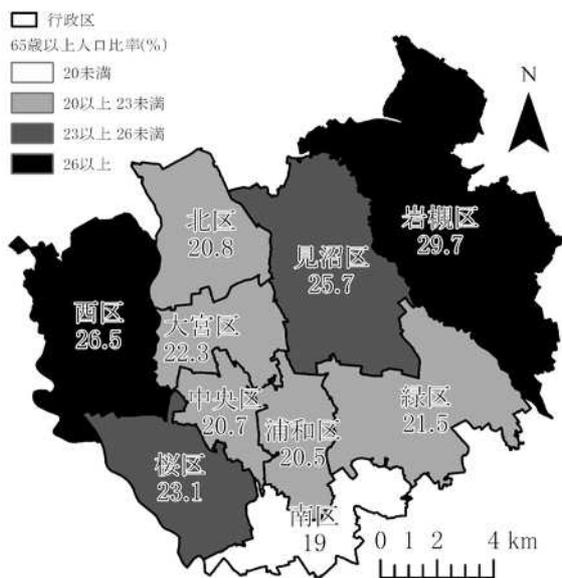 行政区
65歳以上人口比率(%)
20未満
20以上 23未満
23以上 26未満
26以上
N
北区
20.8
岩槻区
29.7
見沼区
25.7
西区
26.5
大宮区
22.3
中央区
20.7
浦和区
20.5
緑区
21.5
桜区
23.1
南区
19
0 1 2 4 km